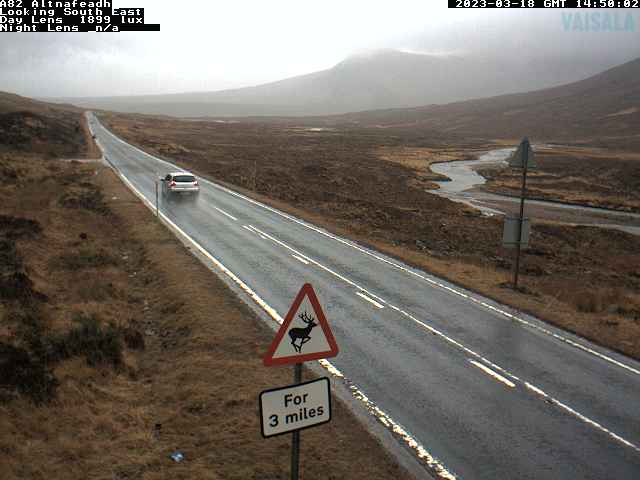 A82 Altnafeadh
Looking South East
Day Lens 1899 lux
Night Lens n/a
2023-03-18 GMT 14:50:02
VAISALA
For
3 miles